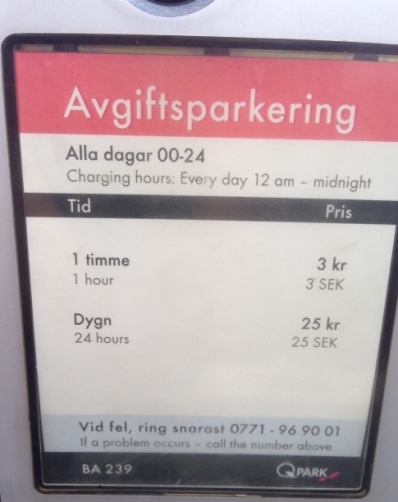 Avgiftsparkering
Alla dagar 00-24
Charging hours: Every day 12 am – midnight
Tid Pris
1 timme 3 kr
1 hour 3 SEK
Dygn 25 kr
24 hours 25 SEK
Vid fel, ring snarast 0771 - 96 90 01
If a problem occurs – call the number above
BA 239 QPARK